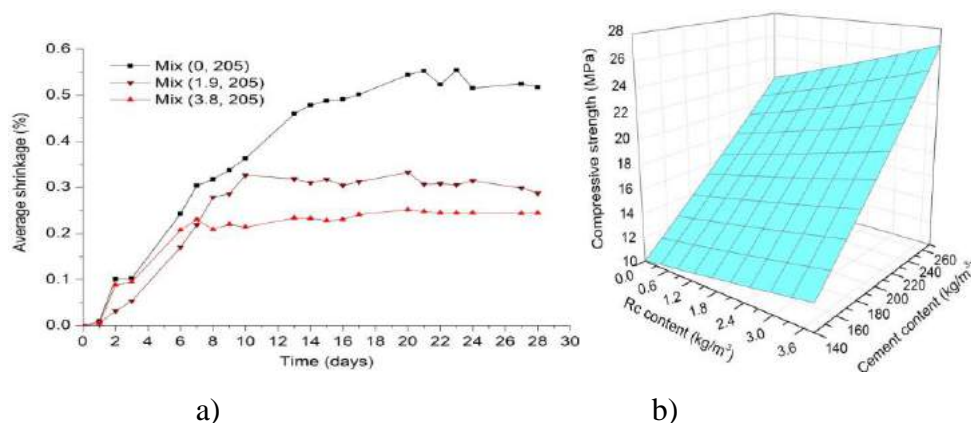 0.6
0.5
0.4
0.3
0.2
0.1
0.0
Average shrinkage (%)
Mix (0, 205)
Mix (1.9, 205)
Mix (3.8, 205)
0 2 4 6 8 10 12 14 16 18 20 22 24 26 28 30
Time (days)
a)
28
26
24
22
20
18
16
14
12
10
Compressive strength (MPa)
0.0 0.6 1.2 1.8 2.4 3.0 3.6
Rc content (kg/m³)
140 160 180 200 220 240 260
Cement content (kg/m³)
b)